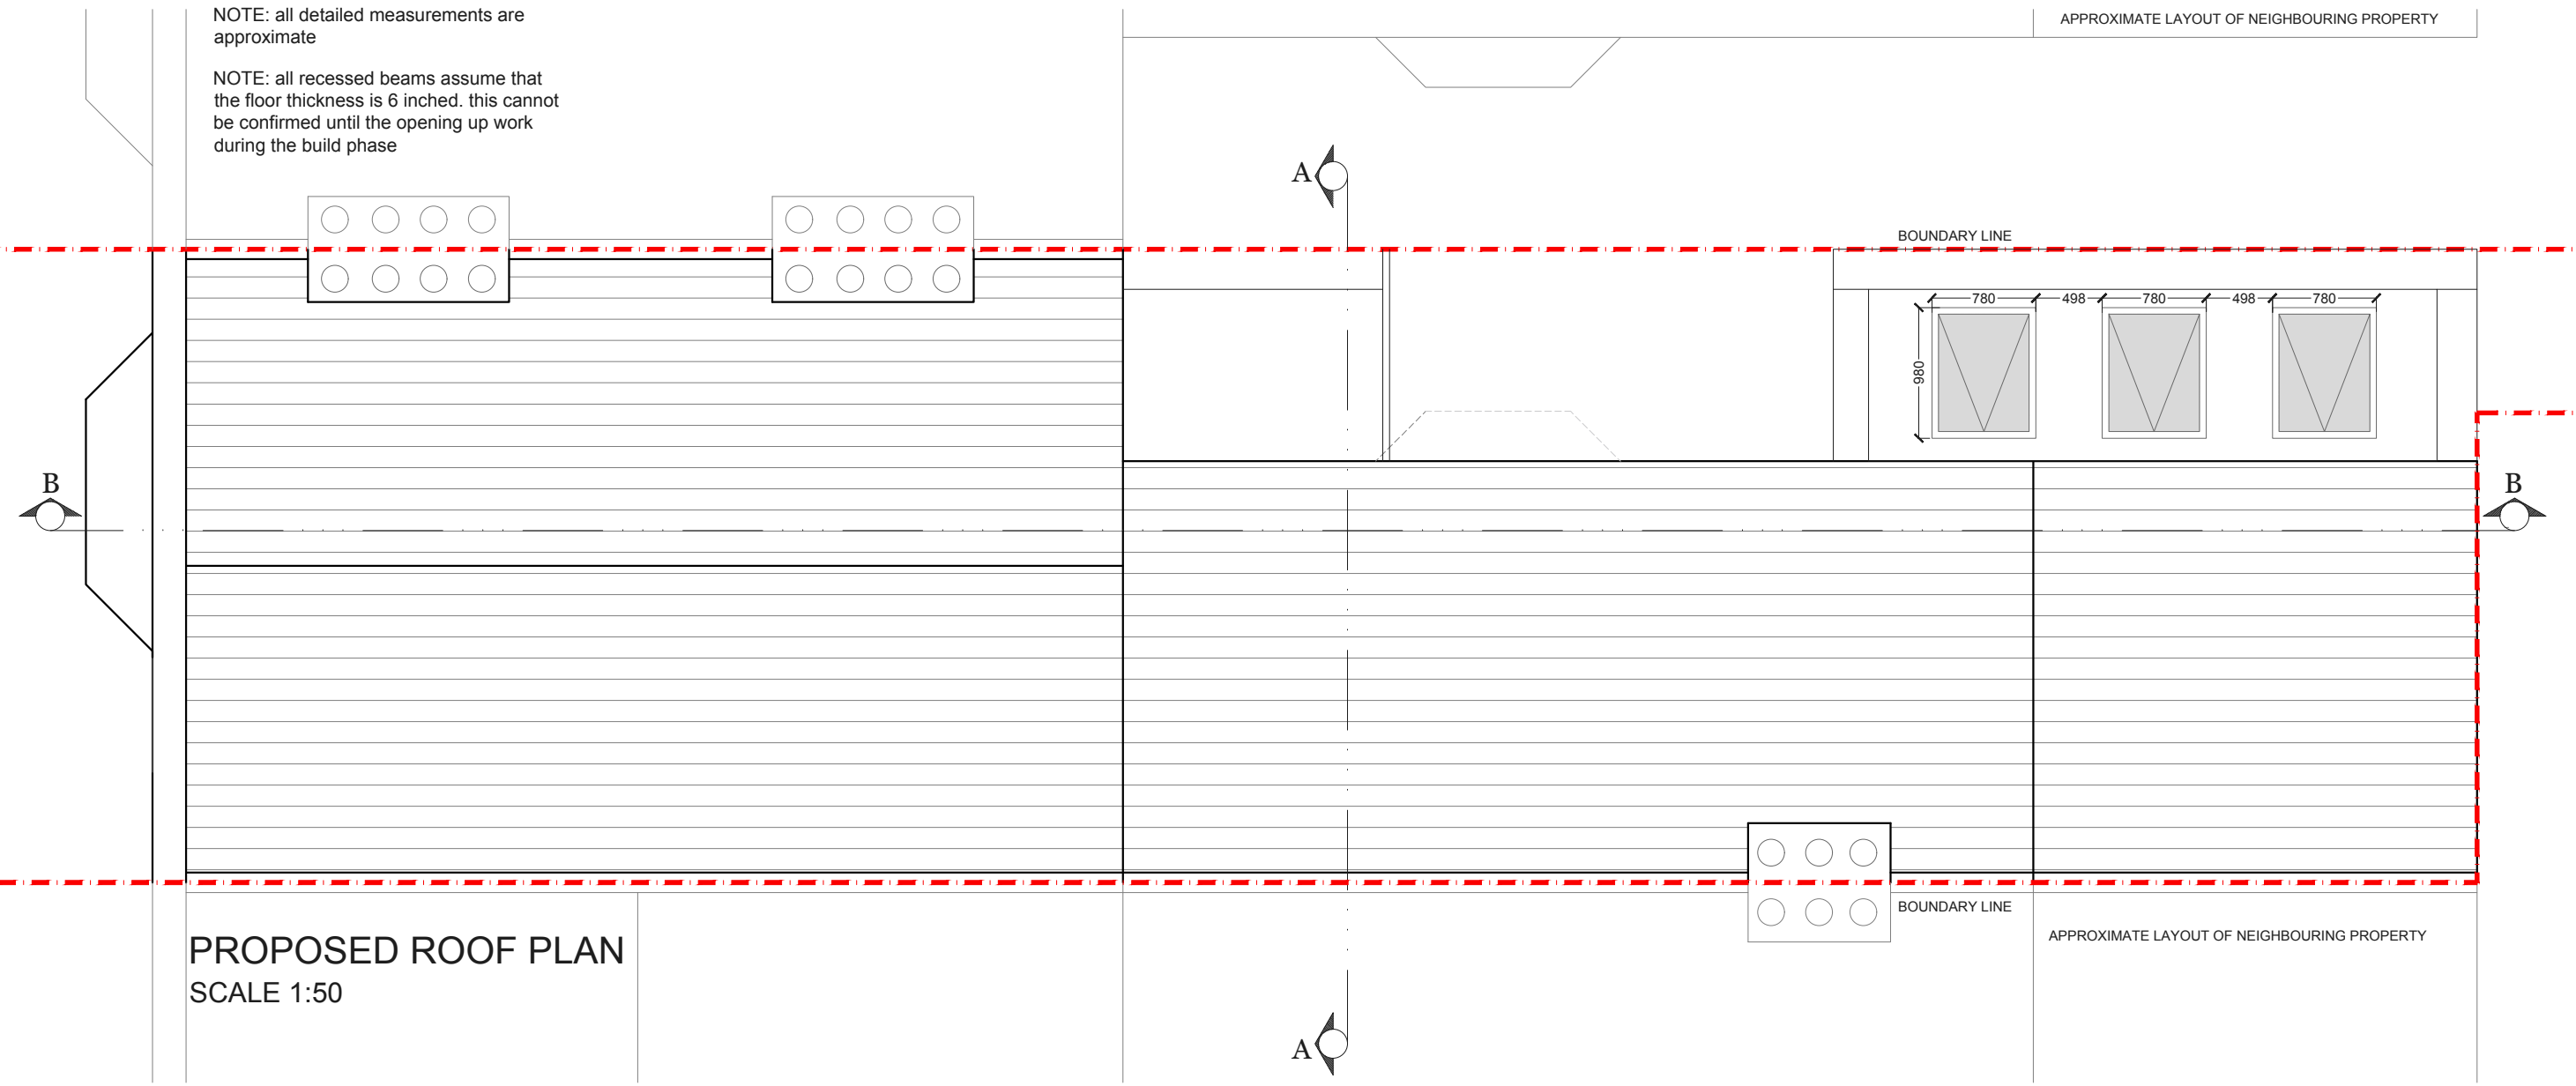 NOTE: all detailed measurements are
approximate
NOTE: all recessed beams assume that
the floor thickness is 6 inched. this cannot
be confirmed until the opening up work
during the build phase
APPROXIMATE LAYOUT OF NEIGHBOURING PROPERTY
A
BOUNDARY LINE
780
498
780
498
780
980
B
B
BOUNDARY LINE
APPROXIMATE LAYOUT OF NEIGHBOURING PROPERTY
PROPOSED ROOF PLAN
SCALE 1:50
A